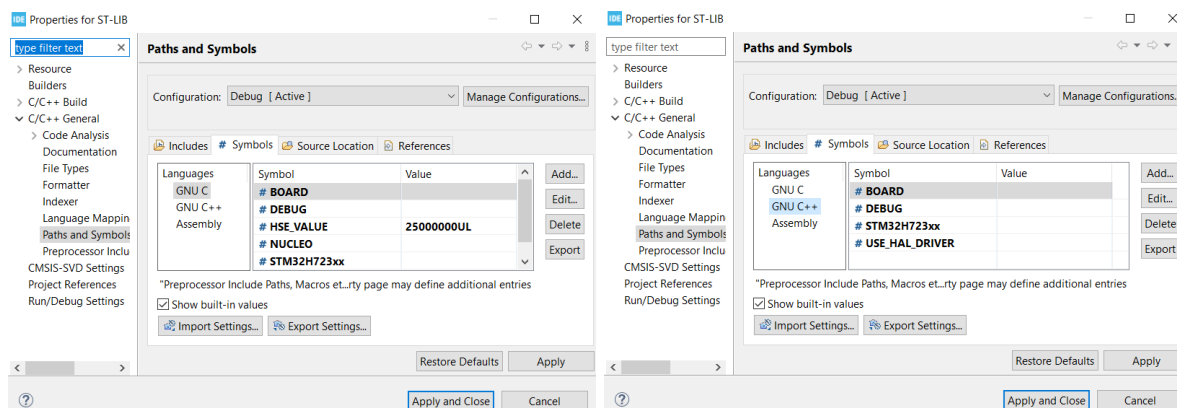 IDE Properties for ST-LIB
type filter text
Paths and Symbols
Resource
Builders
C/C++ Build
C/C++ General
Code Analysis
Documentation
File Types
Formatter
Indexer
Language Mappin
Paths and Symbols
Preprocessor Inclu
CMSIS-SVD Settings
Project References
Run/Debug Settings
Configuration: Debug [ Active ] Manage Configurations...
Includes # Symbols Source Location References
Languages
GNU C
GNU C++
Assembly
Symbol Value
# BOARD
# DEBUG
# HSE_VALUE 25000000UL
# NUCLEO
# STM32H723xx
Add...
Edit...
Delete
Export
"Preprocessor Include Paths, Macros et...rty page may define additional entries
Show built-in values
Import Settings... Export Settings...
Restore Defaults Apply
Apply and Close Cancel
IDE Properties for ST-LIB
type filter text
Paths and Symbols
Resource
Builders
C/C++ Build
C/C++ General
Code Analysis
Documentation
File Types
Formatter
Indexer
Language Mappin
Paths and Symbols
Preprocessor Inclu
CMSIS-SVD Settings
Project References
Run/Debug Settings
Configuration: Debug [ Active ] Manage Configurations.
Includes # Symbols Source Location References
Languages
GNU C
GNU C++
Assembly
Symbol Value
# BOARD
# DEBUG
# STM32H723xx
# USE_HAL_DRIVER
Add...
Edit...
Delete
Export
"Preprocessor Include Paths, Macros et...rty page may define additional entries
Show built-in values
Import Settings... Export Settings...
Restore Defaults Apply
Apply and Close Cancel